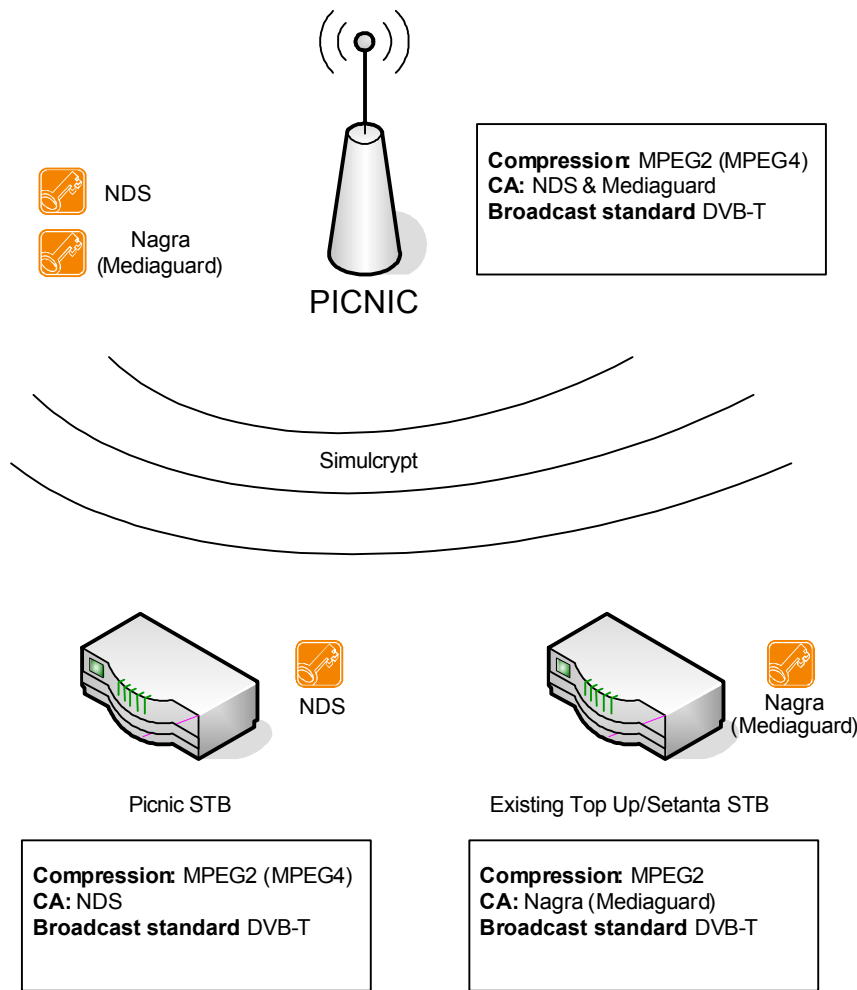 NDS
Nagra
(Mediaguard)
PICNIC
Compression: MPEG2 (MPEG4)
CA: NDS & Mediaguard
Broadcast standard DVB-T
Simulcrypt
NDS
Nagra
(Mediaguard)
Picnic STB
Existing Top Up/Setanta STB
Compression: MPEG2 (MPEG4)
CA: NDS
Broadcast standard DVB-T
Compression: MPEG2
CA: Nagra (Mediaguard)
Broadcast standard DVB-T